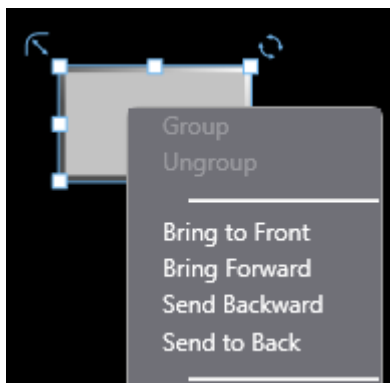 Group
Ungroup
Bring to Front
Bring Forward
Send Backward
Send to Back